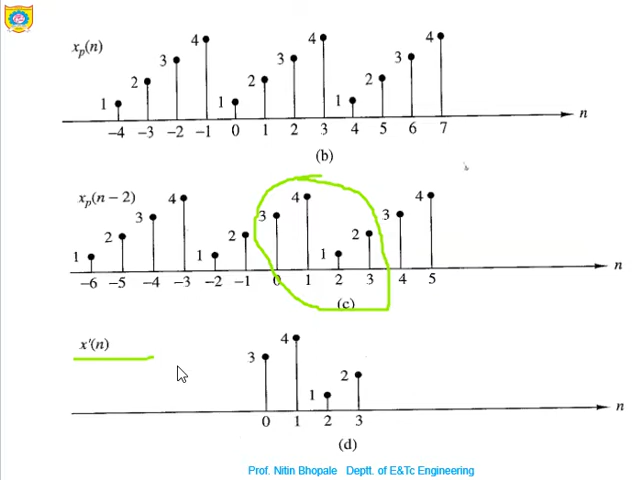 xₚ(n)
1 2 3 4 1 2 3 4 1 2 3 4
−4 −3 −2 −1 0 1 2 3 4 5 6 7 n
(b)
xₚ(n − 2)
1 2 3 4 1 2 3 4 1 2 3 4
−6 −5 −4 −3 −2 −1 0 1 2 3 4 5 n
(c)
x′(n)
3 4 1 2
0 1 2 3 n
(d)
Prof. Nitin Bhopale Deptt. of E&Tc Engineering